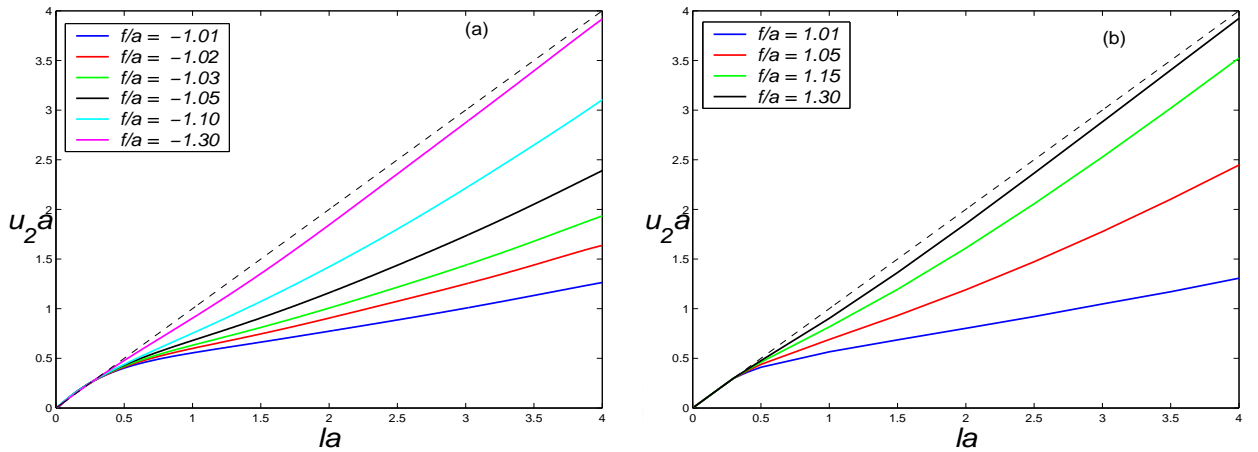 (a)
f/a = −1.01
f/a = −1.02
f/a = −1.03
f/a = −1.05
f/a = −1.10
f/a = −1.30
4
3.5
3
2.5
2
1.5
1
0.5
0
u2a
0 0.5 1 1.5 2 2.5 3 3.5 4
la
(b)
f/a = 1.01
f/a = 1.05
f/a = 1.15
f/a = 1.30
4
3.5
3
2.5
2
1.5
1
0.5
0
u2a
0 0.5 1 1.5 2 2.5 3 3.5 4
la